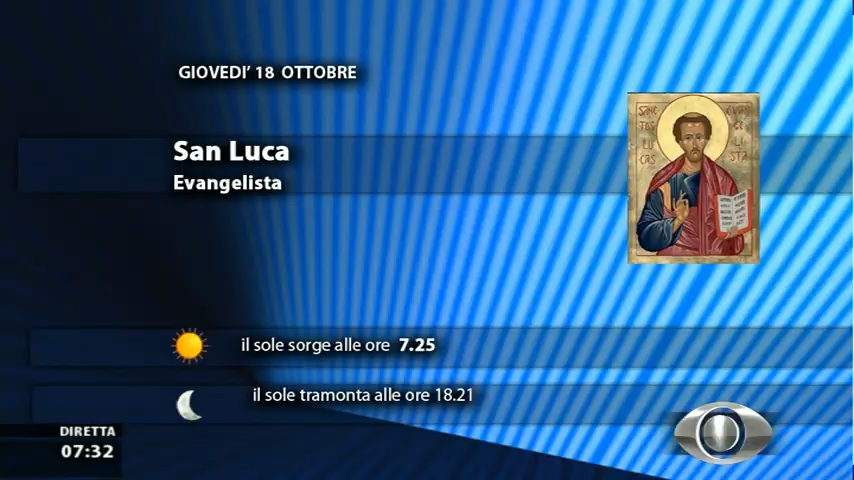 GIOVEDI’ 18 OTTOBRE
San Luca
Evangelista
il sole sorge alle ore 7.25
il sole tramonta alle ore 18.21
DIRETTA
07:32